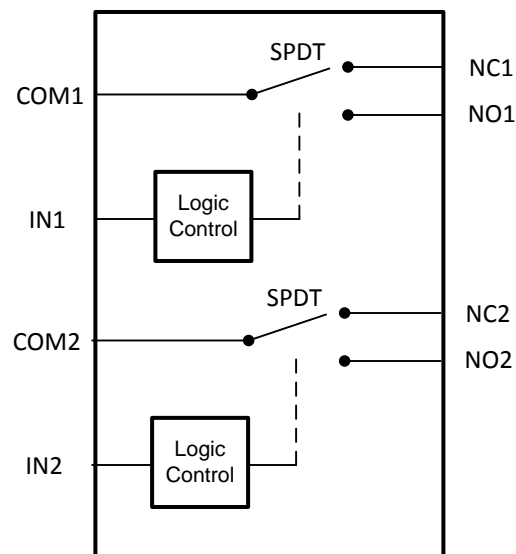 SPDT
NC1
COM1
NO1
IN1
Logic
Control
SPDT
NC2
COM2
NO2
IN2
Logic
Control